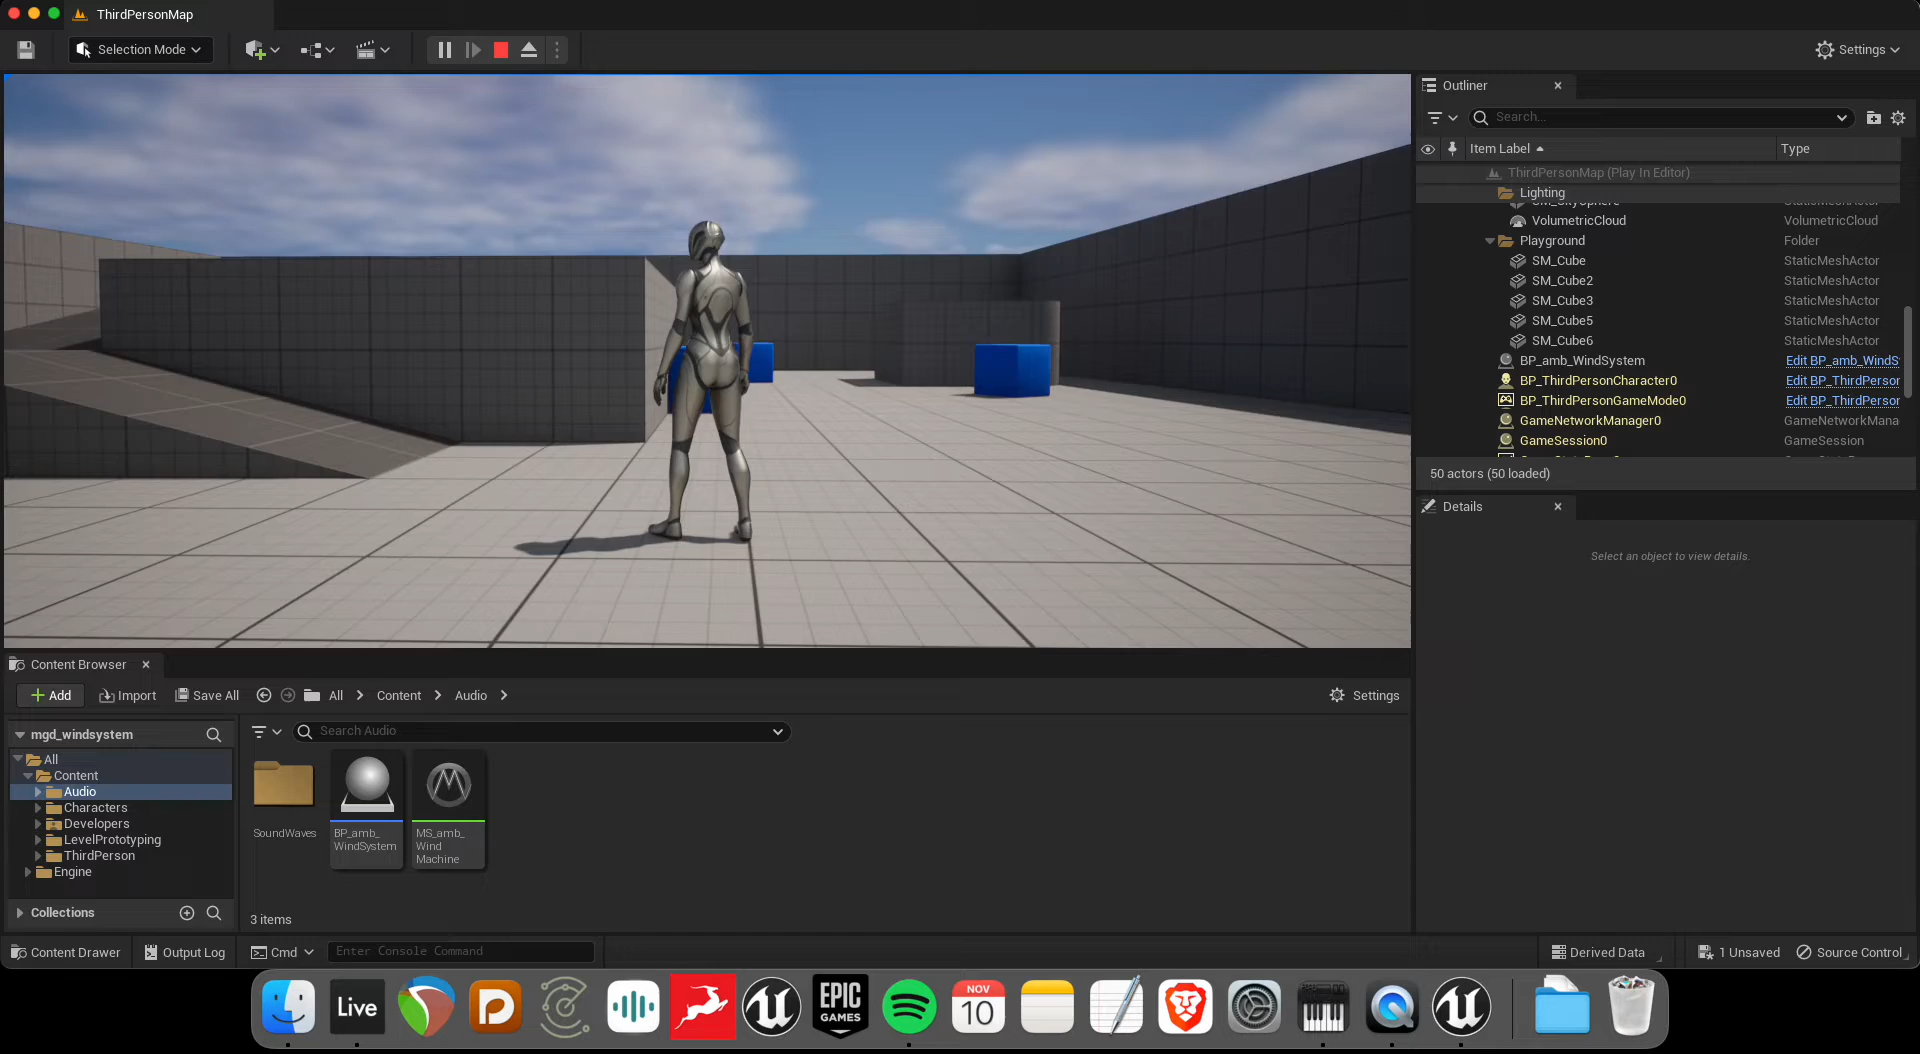 ThirdPersonMap
Selection Mode
Settings
Outliner
Search...
Item Label
Type
ThirdPersonMap (Play In Editor)
Lighting
VolumetricCloud
VolumetricCloud
Playground
Folder
SM_Cube
StaticMeshActor
SM_Cube2
StaticMeshActor
SM_Cube3
StaticMeshActor
SM_Cube5
StaticMeshActor
SM_Cube6
StaticMeshActor
BP_amb_WindSystem
Edit BP_amb_WindS
BP_ThirdPersonCharacter0
Edit BP_ThirdPerson
BP_ThirdPersonGameMode0
Edit BP_ThirdPerson
GameNetworkManager0
GameNetworkMana
GameSession0
GameSession
50 actors (50 loaded)
Details
Select an object to view details.
Content Browser
Add
Import
Save All
All
Content
Audio
Settings
mgd_windsystem
Search Audio
All
Content
Audio
Characters
Developers
LevelPrototyping
ThirdPerson
Engine
SoundWaves
BP_amb_
WindSystem
MS_amb_
Wind
Machine
Collections
3 items
Content Drawer
Output Log
Cmd
Enter Console Command
Derived Data
1 Unsaved
Source Control
Live
EPIC
GAMES
NOV
10